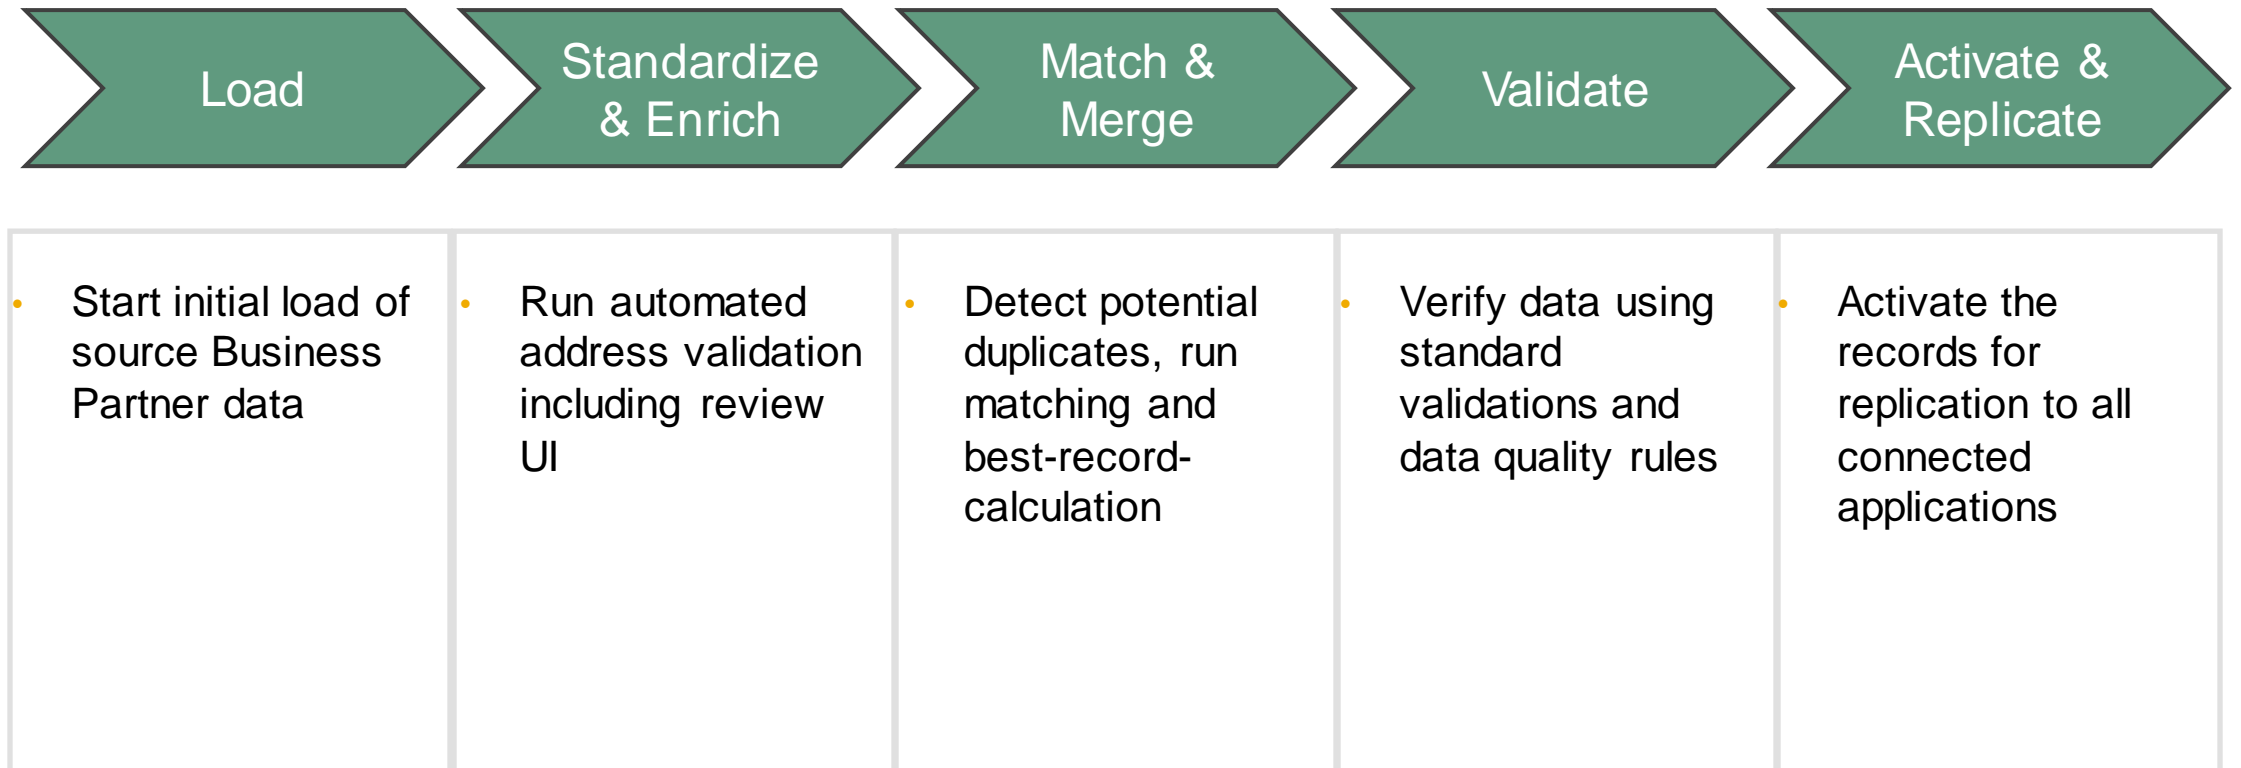 Load
Standardize
& Enrich
Match &
Merge
Validate
Activate &
Replicate
• Start initial load of
source Business
Partner data
• Run automated
address validation
including review
UI
• Detect potential
duplicates, run
matching and
best-record-
calculation
• Verify data using
standard
validations and
data quality rules
• Activate the
records for
replication to all
connected
applications